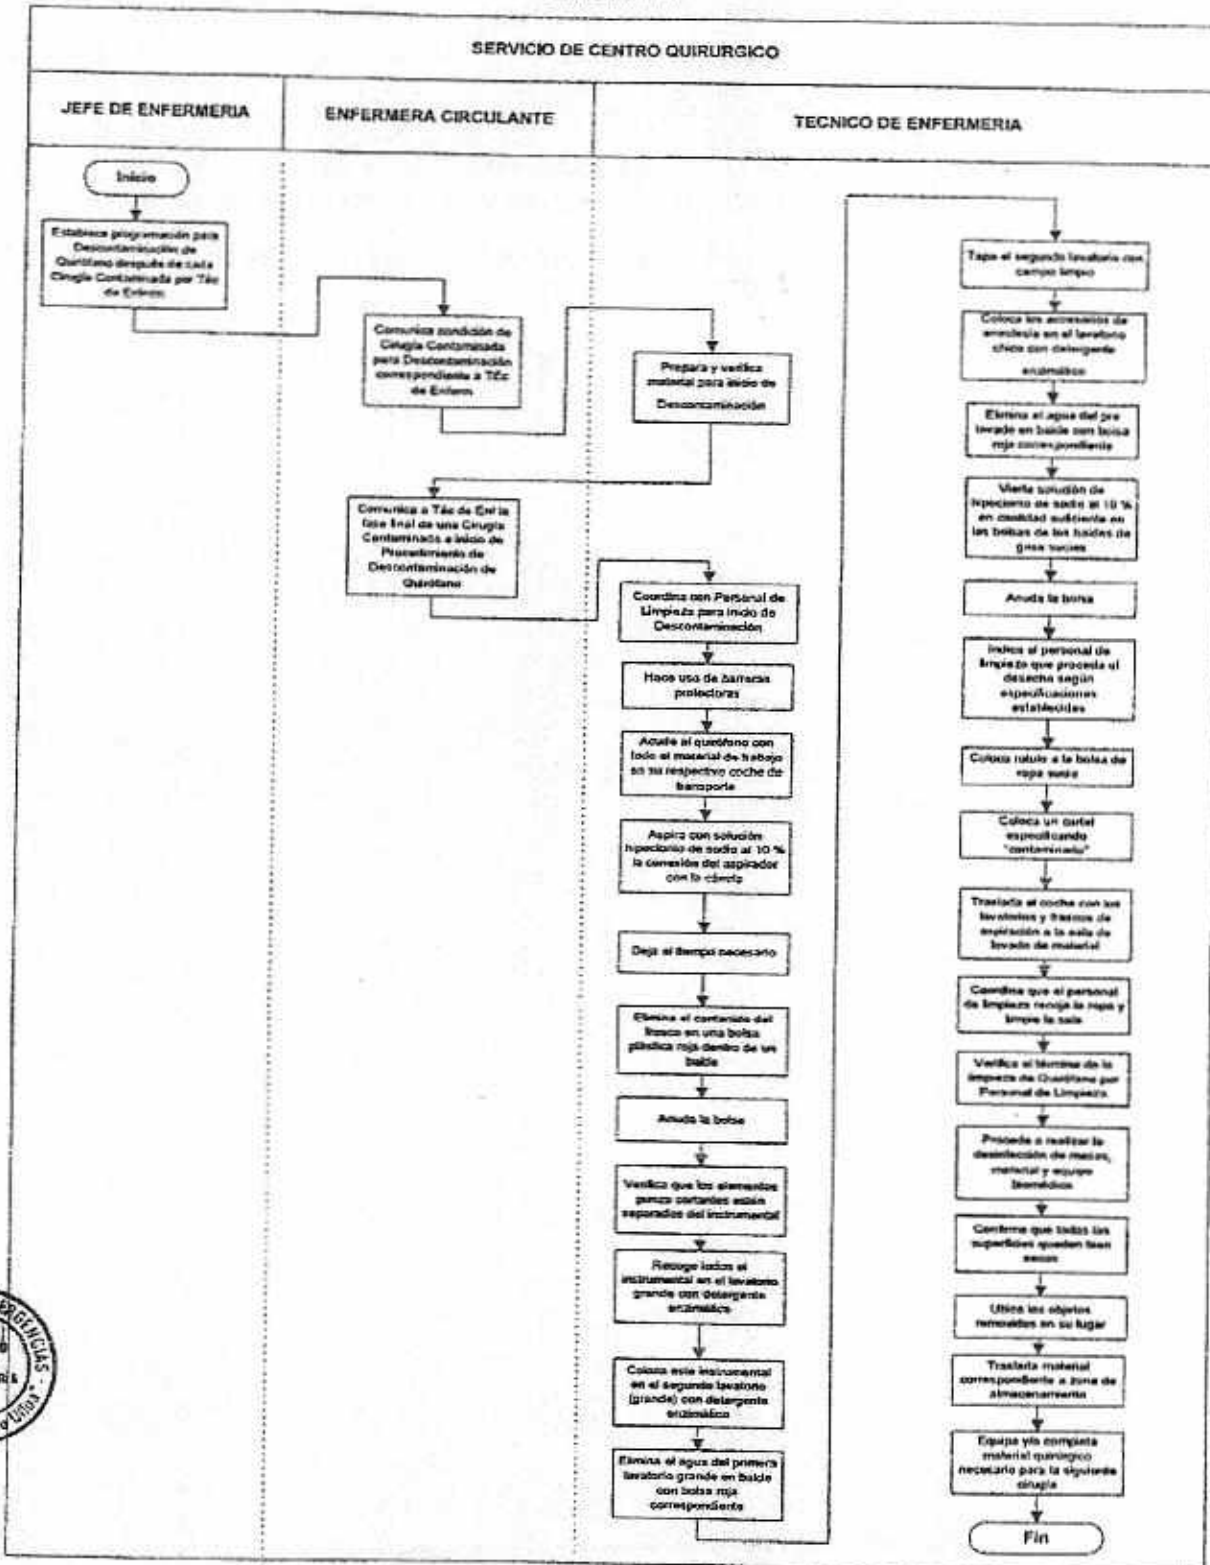 SERVICIO DE CENTRO QUIRURGICO
JEFE DE ENFERMERIA
ENFERMERA CIRCULANTE
TECNICO DE ENFERMERIA
Inicio
Establece programación para
Descontaminación de
Quirófano después de cada
Cirugía Contaminada por Téc
de Enferm
Comunica condición de
Cirugía Contaminada
para Descontaminación
correspondiente a TÉc
de Enferm
Prepara y verifica
material para inicio de
Descontaminación
Comunica a Téc de Enf la
fase final de una Cirugía
Contaminada e inicio de
Procedimiento de
Descontaminación de
Quirófano
Coordina con Personal de
Limpieza para inicio de
Descontaminación
Hace uso de barreras
protectoras
Acude al quirófano con
todo el material de trabajo
en su respectivo coche de
transporte
Aspira con solución
hipoclorito de sodio al 10 %
la conexión del aspirador
con la cánula
Deja el tiempo necesario
Elimina el contenido del
frasco en una bolsa
plástica roja dentro de un
balde
Anuda la bolsa
Verifica que los elementos
punzo cortantes estén
separados del instrumental
Recoge todos el
instrumental en el lavatorio
grande con detergente
enzimático
Coloca este instrumental
en el segundo lavatorio
(grande) con detergente
enzimático
Elimina el agua del primera
lavatorio grande en balde
con bolsa roja
correspondiente
Tapa el segundo lavatorio con
campo limpio
Coloca los accesorios de
anestesia en el lavatorio
chico con detergente
enzimático
Elimina el agua del pre
lavado en balde con bolsa
roja correspondiente
Vierte solución de
hipoclorito de sodio al 10 %
en cantidad suficiente en
las bolsas de los baldes de
gasa sucias
Anuda la bolsa
Indica al personal de
limpieza que proceda al
desecho según
especificaciones
establecidas
Coloca rotulo a la bolsa de
ropa sucia
Coloca un cartel
especificando
"contaminado"
Traslada el coche con los
lavatorios y frascos de
aspiración a la sala de
lavado de material
Coordina que el personal
de limpieza recoja la ropa y
limpie la sala
Verifica el término de la
limpieza de Quirófano por
Personal de Limpieza
Procede a realizar la
desinfección de mesas,
material y equipo
biomédico
Confirma que todas las
superficies queden bien
secas
Ubica los objetos
removidos en su lugar
Traslada material
correspondiente a zona de
almacenamiento
Equipa y/o completa
material quirúrgico
necesario para la siguiente
cirugía
Fin